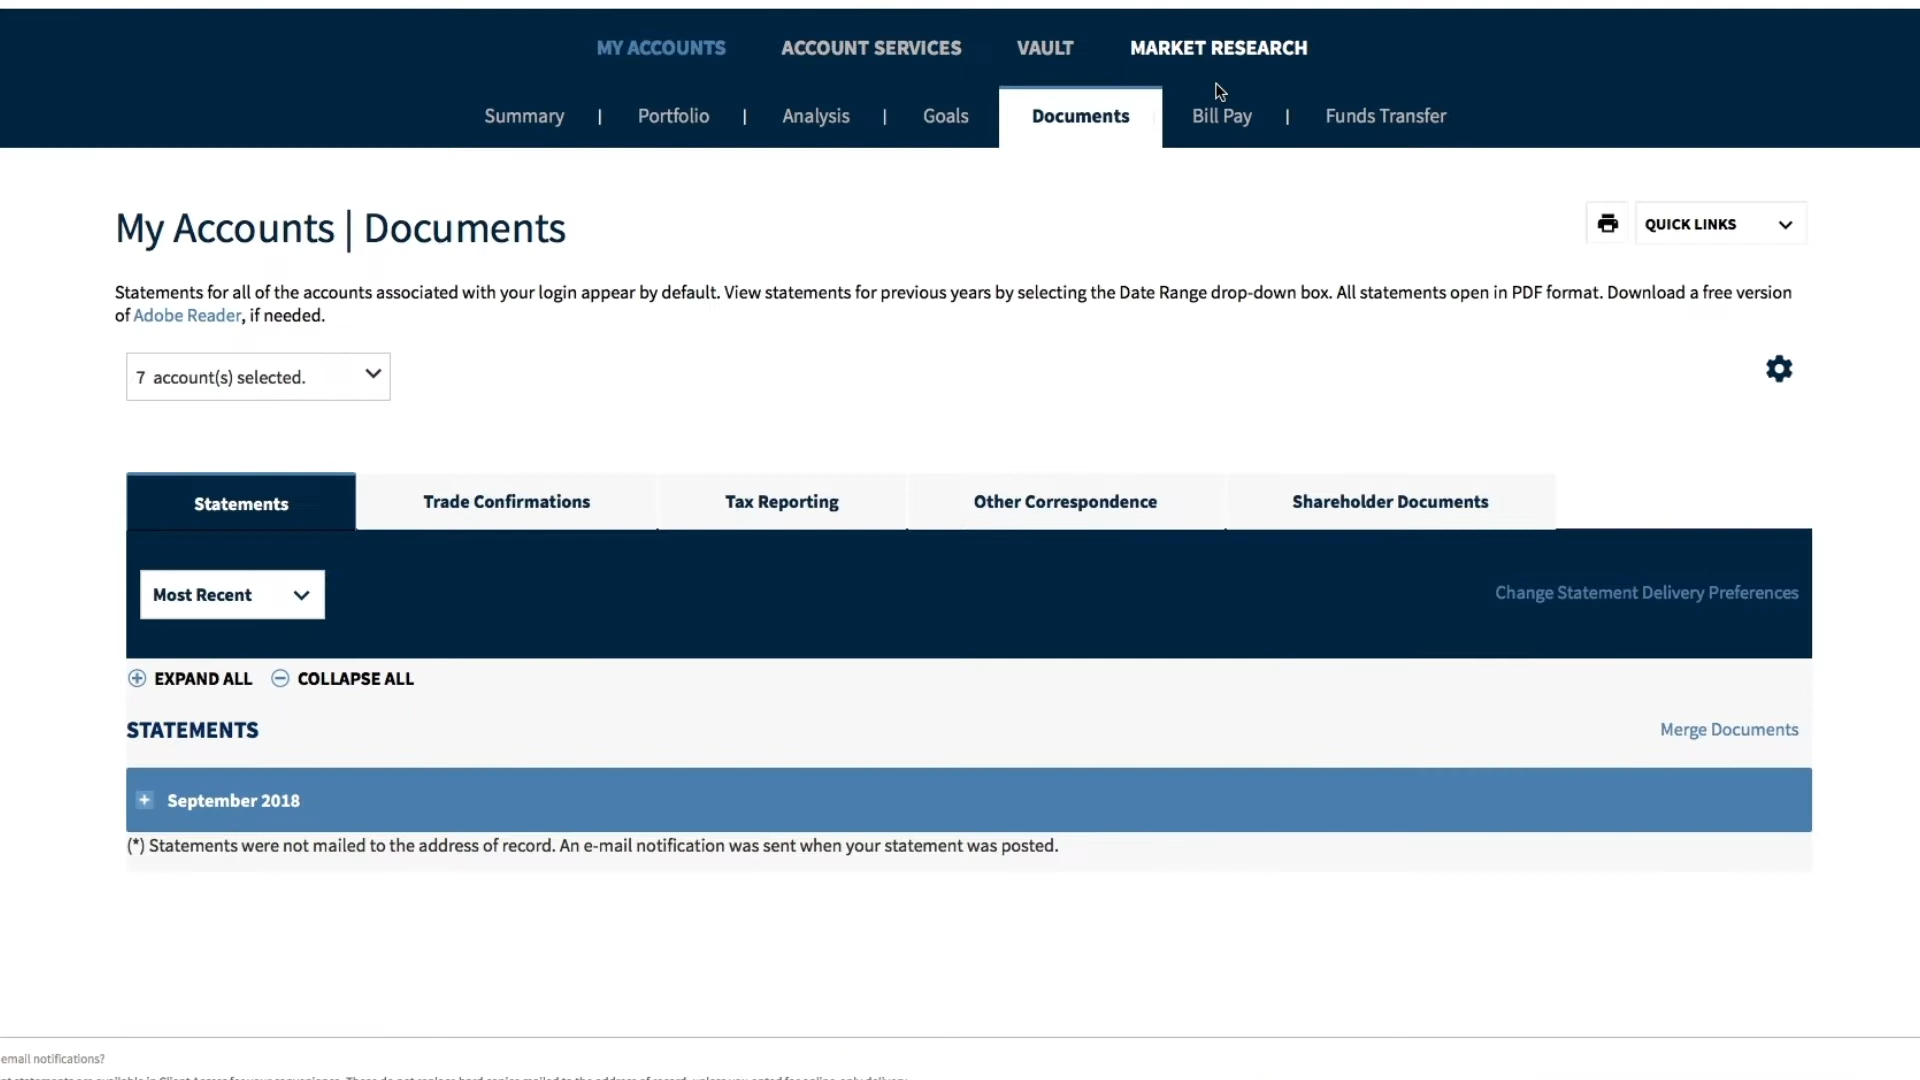 MY ACCOUNTS ACCOUNT SERVICES VAULT MARKET RESEARCH
Summary | Portfolio | Analysis | Goals Documents Bill Pay | Funds Transfer
My Accounts | Documents
QUICK LINKS
Statements for all of the accounts associated with your login appear by default. View statements for previous years by selecting the Date Range drop-down box. All statements open in PDF format. Download a free version
of Adobe Reader, if needed.
7 account(s) selected.
Statements Trade Confirmations Tax Reporting Other Correspondence Shareholder Documents
Most Recent
Change Statement Delivery Preferences
EXPAND ALL COLLAPSE ALL
STATEMENTS
Merge Documents
September 2018
(*) Statements were not mailed to the address of record. An e-mail notification was sent when your statement was posted.
email notifications?